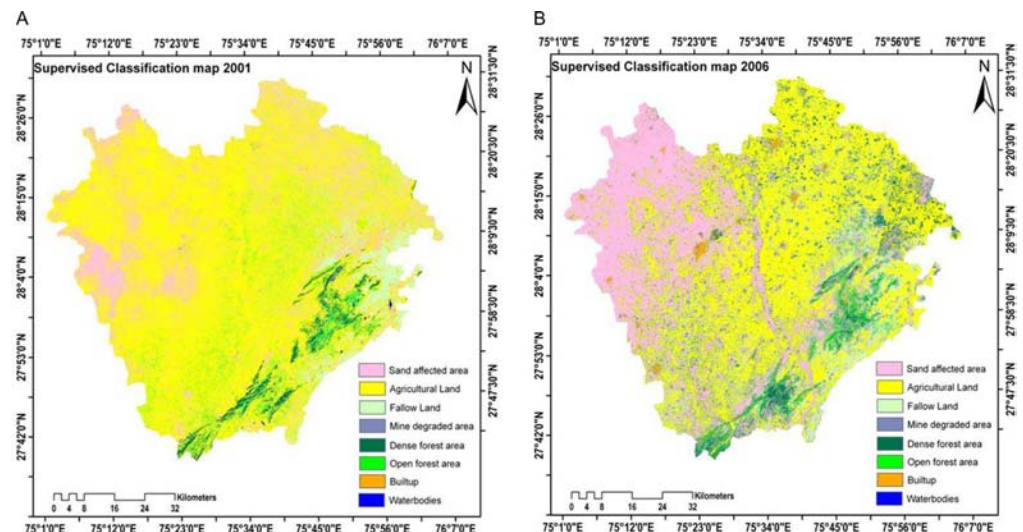 A
75°1'0"E 75°12'0"E 75°23'0"E 75°34'0"E 75°45'0"E 75°56'0"E 76°7'0"E
Supervised Classification map 2001
N
28°26'0"N
28°15'0"N
28°4'0"N
27°53'0"N
27°42'0"N
28°31'30"N
28°20'30"N
28°9'30"N
27°58'30"N
27°47'30"N
Sand affected area
Agricultural Land
Fallow Land
Mine degraded area
Dense forest area
Open forest area
Builtup
Waterbodies
Kilometers
0 4 8 16 24 32
75°1'0"E 75°12'0"E 75°23'0"E 75°34'0"E 75°45'0"E 75°56'0"E 76°7'0"E
B
75°1'0"E 75°12'0"E 75°23'0"E 75°34'0"E 75°45'0"E 75°56'0"E 76°7'0"E
Supervised Classification map 2006
N
28°26'0"N
28°15'0"N
28°4'0"N
27°53'0"N
27°42'0"N
28°31'30"N
28°20'30"N
28°9'30"N
27°58'30"N
27°47'30"N
Sand affected area
Agricultural Land
Fallow Land
Mine degraded area
Dense forest area
Open forest area
Builtup
Waterbodies
Kilometers
0 4 8 16 24 32
75°1'0"E 75°12'0"E 75°23'0"E 75°34'0"E 75°45'0"E 75°56'0"E 76°7'0"E